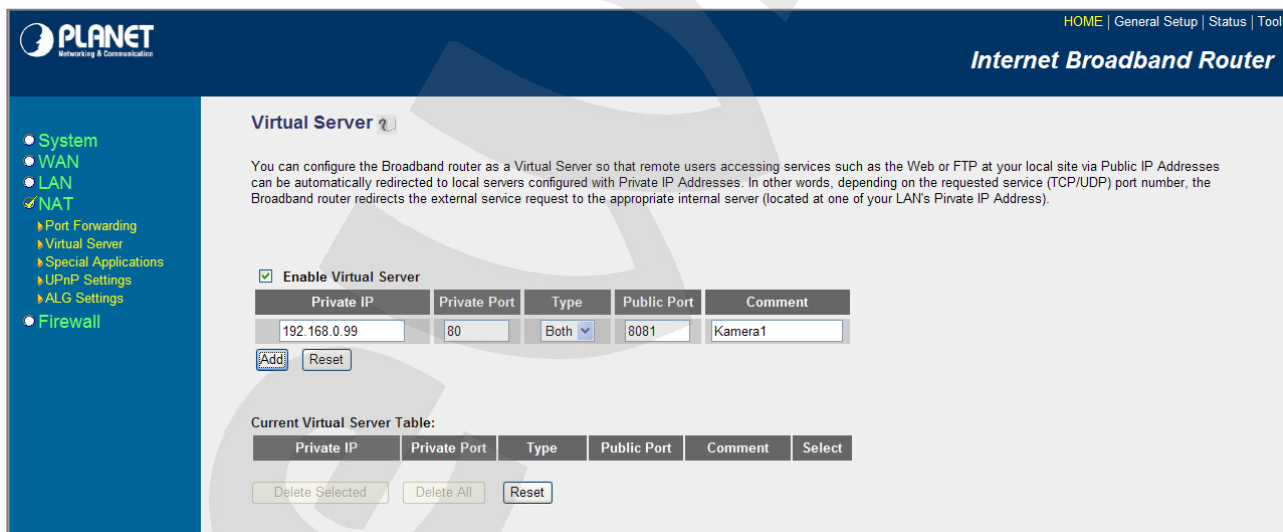 PLANET
Networking & Communication
HOME | General Setup | Status | Tool
Internet Broadband Router
System
WAN
LAN
NAT
Port Forwarding
Virtual Server
Special Applications
UPnP Settings
ALG Settings
Firewall
Virtual Server
You can configure the Broadband router as a Virtual Server so that remote users accessing services such as the Web or FTP at your local site via Public IP Addresses
can be automatically redirected to local servers configured with Private IP Addresses. In other words, depending on the requested service (TCP/UDP) port number, the
Broadband router redirects the external service request to the appropriate internal server (located at one of your LAN's Pirvate IP Address).
Enable Virtual Server
Private IP Private Port Type Public Port Comment
192.168.0.99 80 Both 8081 Kamera1
Add Reset
Current Virtual Server Table:
Private IP Private Port Type Public Port Comment Select
Delete Selected Delete All Reset